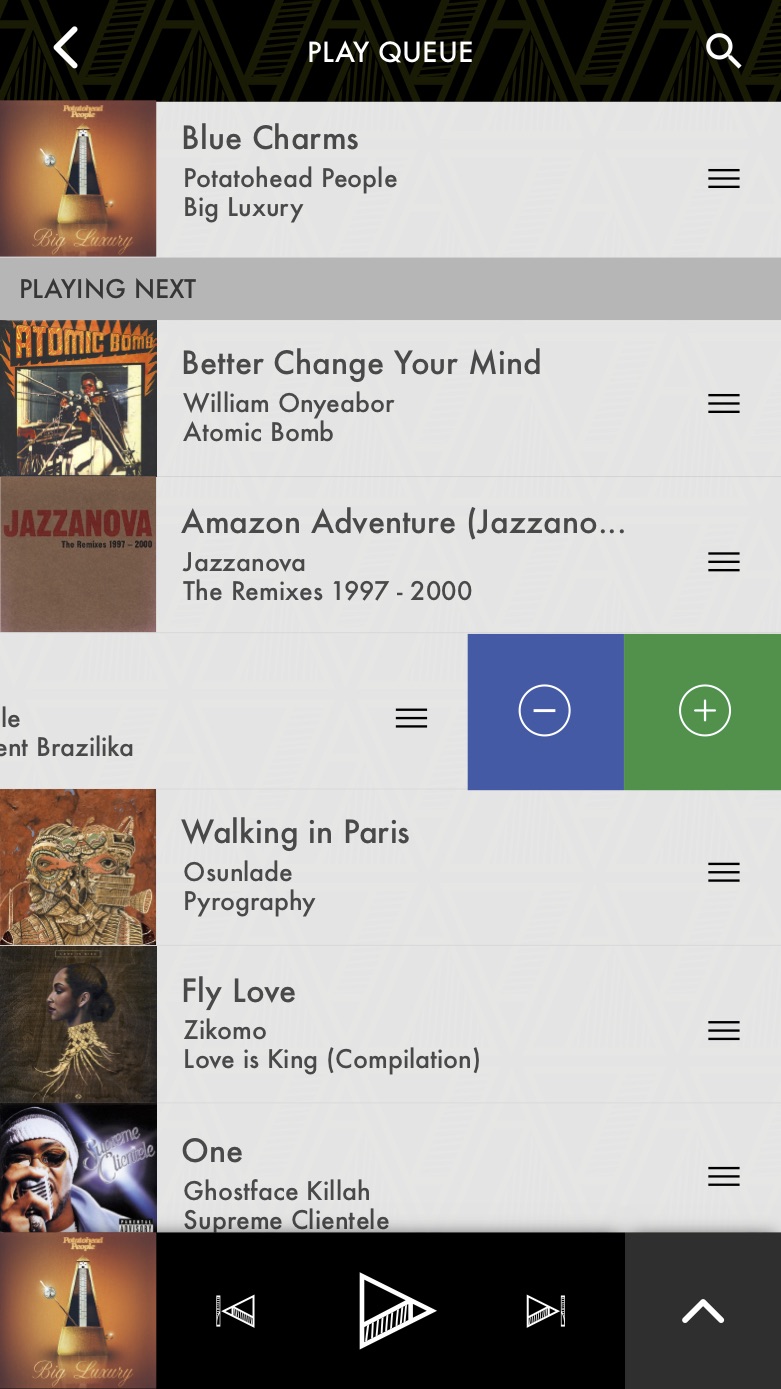 PLAY QUEUE
Potatohead
People
Big Luxury
Blue Charms
Potatohead People
Big Luxury
PLAYING NEXT
ATOMIC BOMB
Better Change Your Mind
William Onyeabor
Atomic Bomb
JAZZANOVA
The Remixes 1997 – 2000
Amazon Adventure (Jazzano...
Jazzanova
The Remixes 1997 - 2000
le
ent Brazilika
Walking in Paris
Osunlade
Pyrography
Fly Love
Zikomo
Love is King (Compilation)
Supreme
Clientele
PARENTAL
ADVISORY
One
Ghostface Killah
Supreme Clientele
Potatohead
People
Big Luxury